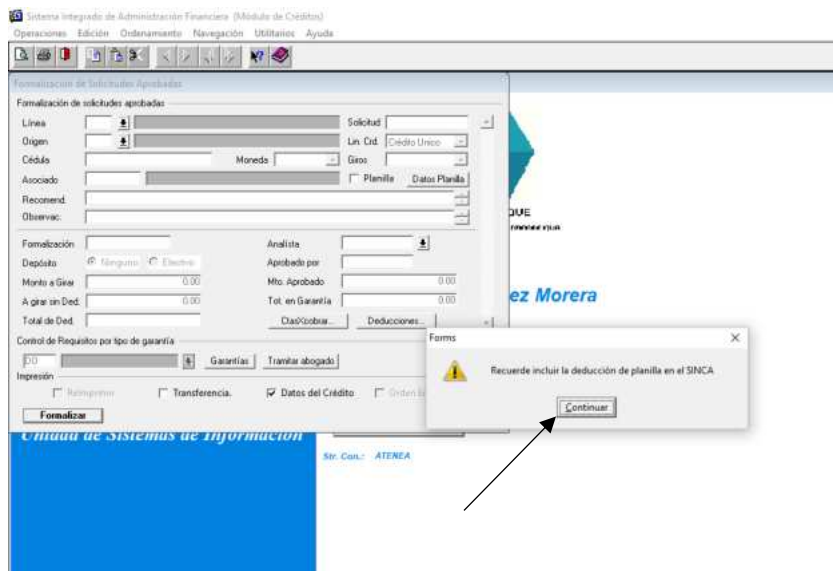 Sistema Integrado de Administración Financiera (Módulo de Créditos)
Operaciones Edición Ordenamiento Navegación Utilitarios Ayuda
Formalización de Solicitudes Aprobadas
Formalización de solicitudes aprobadas
Línea Solicitud
Origen Lin. Crd. Crédito Unico
Cédula Moneda Giros
Asociado Planilla Datos Planilla
Recomend.
Observac.
QUE
Formalización Analista
Depósito Ninguno Efectivo Aprobado por
Monto a Girar 0.00 Mto. Aprobado 0.00
A girar sin Ded. 0.00 Tot. en Garantía 0.00
ez Morera
Total de Ded. CtasXcobrar... Deducciones...
Control de Requisitos por tipo de garantía
Forms
DD Garantías Tramitar abogado
Recuerde incluir la deducción de planilla en el SINCA
Impresión
Reimpresión Transferencia. Datos del Crédito Orden
Continuar
Formalizar
Unidad de Sistemas de Información
Str. Con.: ATENEA